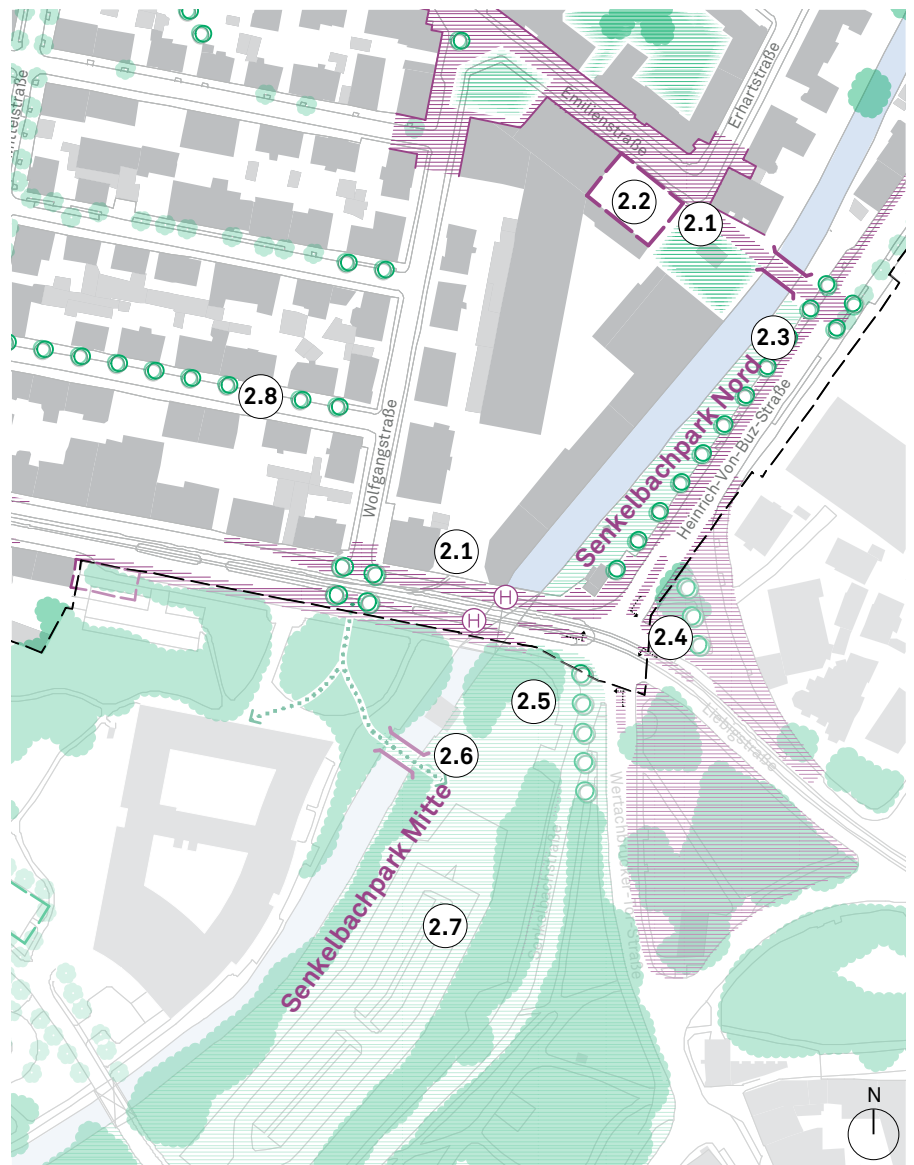 Emilienstraße
Erhartstraße
2.2
2.1
2.3
2.8
Wolfgangstraße
Senkelbachpark Nord
Heinrich-Von-Buz-Straße
2.1
H
H
2.4
2.5
Liebigstraße
2.6
Senkelbachpark Mitte
2.7
N